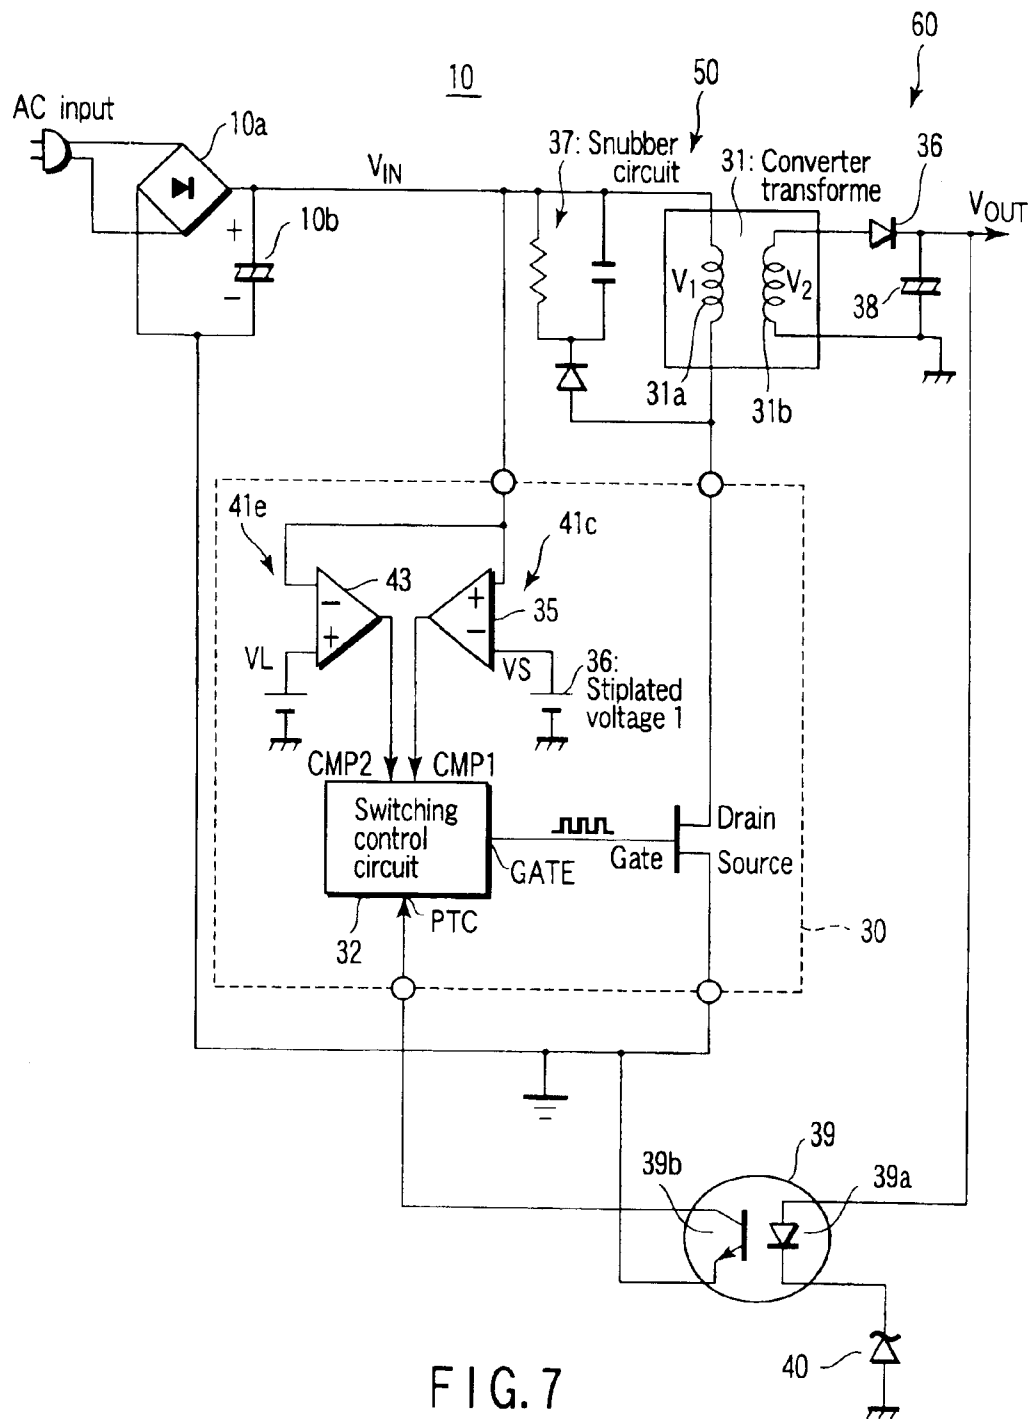 60
10
50
AC input
10a
37: Snubber
circuit
31: Converter
transforme
36
VIN
VOUT
+
10b
−
V1
V2
38
31a
31b
41e
41c
43
−
+
+
−
35
VL
VS
36:
Stiplated
voltage 1
CMP2
CMP1
Switching
control
circuit
GATE
Gate
Drain
Source
PTC
32
30
39
39b
39a
40
FIG. 7